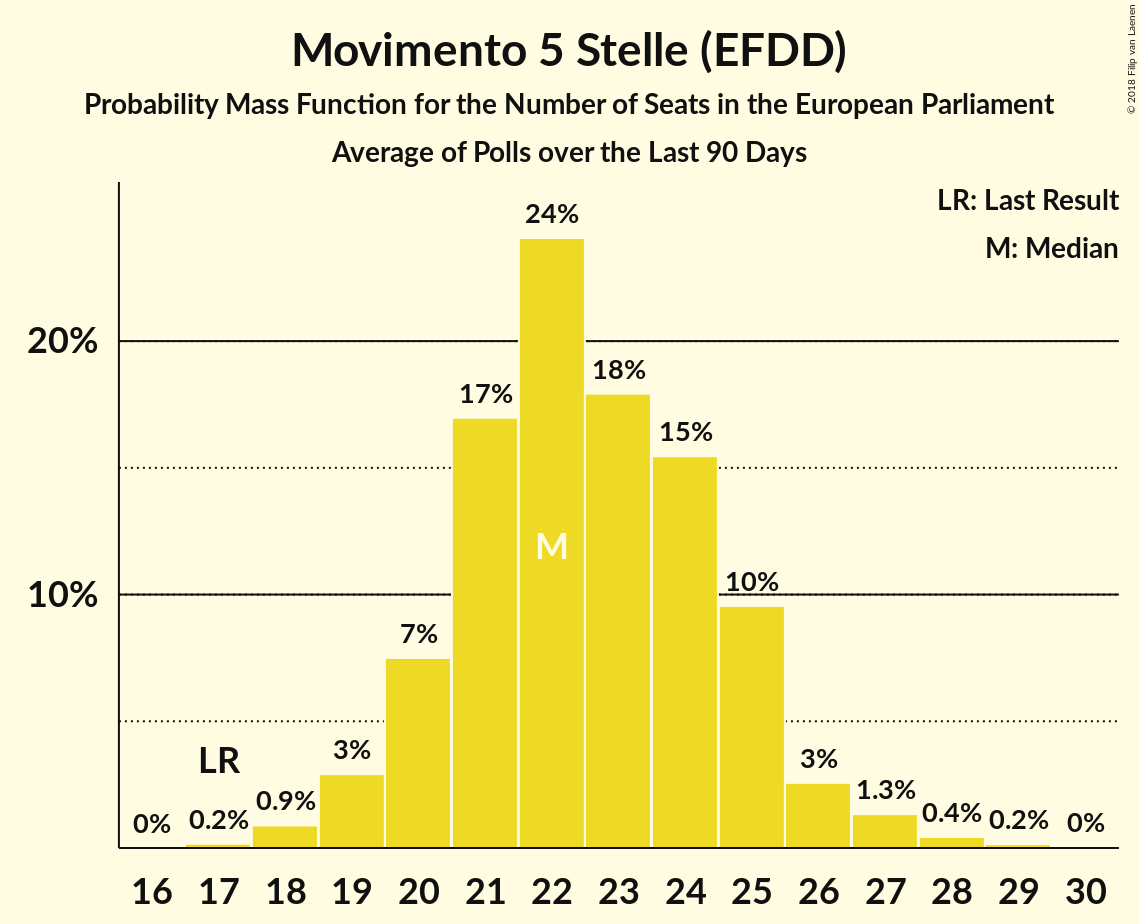 Movimento 5 Stelle (EFDD)
Probability Mass Function for the Number of Seats in the European Parliament
Average of Polls over the Last 90 Days
© 2018 Filip van Laenen
LR: Last Result
M: Median
24%
20%
18%
17%
15%
M
10%
10%
7%
LR
3%
3%
0.9%
1.3%
0%
0.2%
0.4%
0.2%
0%
16 17 18 19 20 21 22 23 24 25 26 27 28 29 30